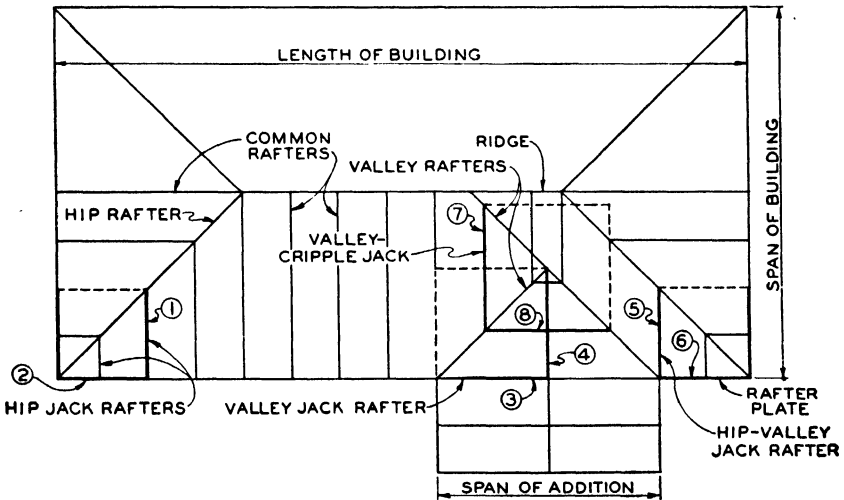 LENGTH OF BUILDING
SPAN OF BUILDING
COMMON
RAFTERS
RIDGE
VALLEY RAFTERS
HIP RAFTER
7
VALLEY-
CRIPPLE JACK
1
5
8
6
4
2
3
HIP JACK RAFTERS
VALLEY JACK RAFTER
RAFTER
PLATE
HIP-VALLEY
JACK RAFTER
SPAN OF ADDITION